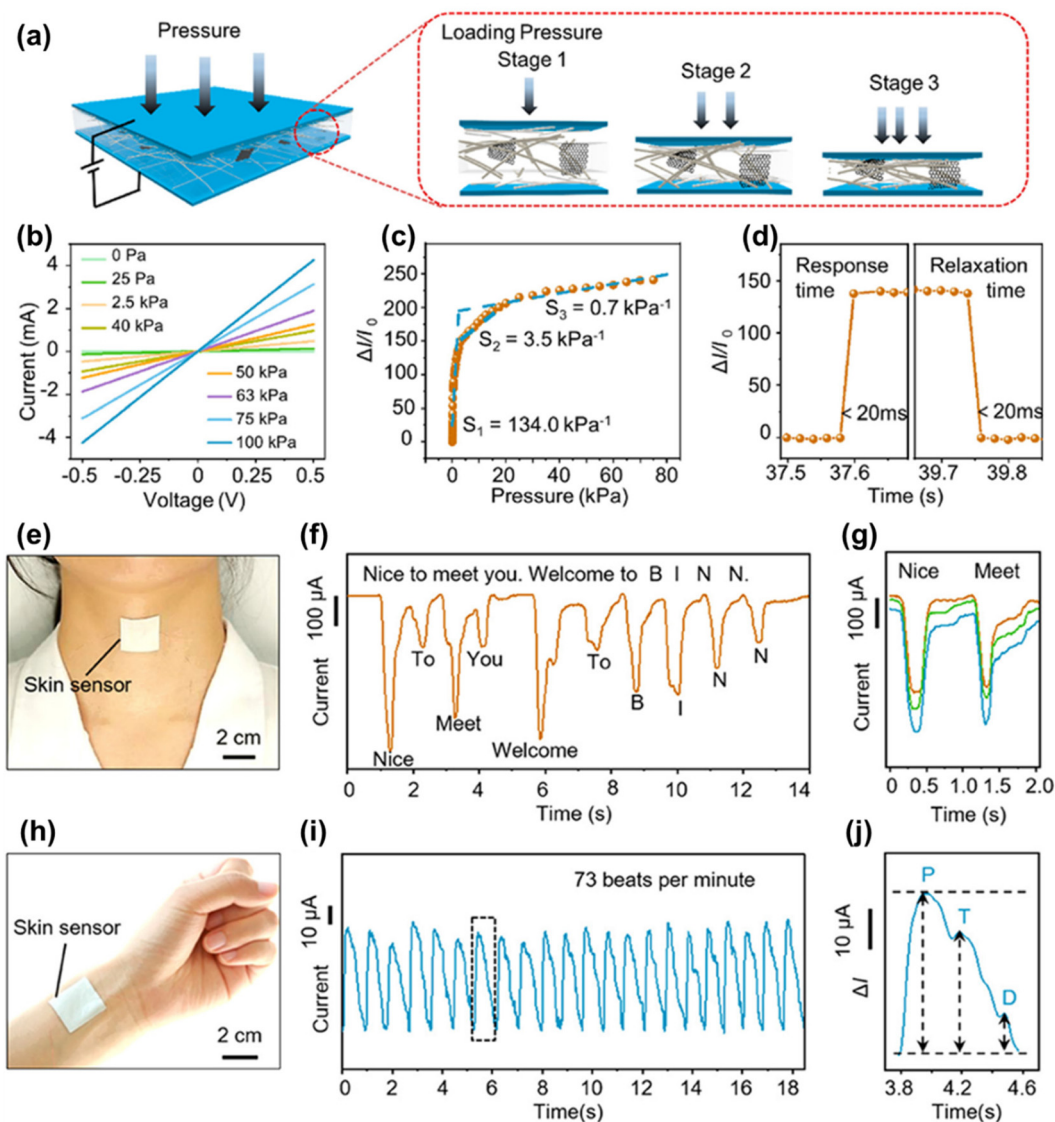 (a)
Pressure
Loading Pressure
Stage 1
Stage 2
Stage 3
(b)
Current (mA)
4
2
0
-2
-4
0 Pa
25 Pa
2.5 kPa
40 kPa
50 kPa
63 kPa
75 kPa
100 kPa
-0.5
0
0.5
Voltage (V)
(c)
ΔI/I₀
250
200
150
100
50
0
S₃ = 0.7 kPa⁻¹
S₂ = 3.5 kPa⁻¹
S₁ = 134.0 kPa⁻¹
0 20 40 60 80
Pressure (kPa)
(d)
ΔI/I₀
150
100
50
0
Response
time
Relaxation
time
< 20ms
< 20ms
37.5 37.6 39.7 39.8
Time (s)
(e)
Skin sensor
2 cm
(f)
100 µA
Current
Nice to meet you. Welcome to B I N N.
Nice
To
Meet
You
Welcome
To
B
I
N
N
0 2 4 6 8 10 12 14
Time (s)
(g)
100 µA
Current
Nice Meet
0 0.5 1.0 1.5 2.0
Time (s)
(h)
Skin sensor
2 cm
(i)
10 µA
Current
73 beats per minute
0 2 4 6 8 10 12 14 16 18
Time(s)
(j)
10 µA
ΔI
P
T
D
3.8 4.2 4.6
Time(s)